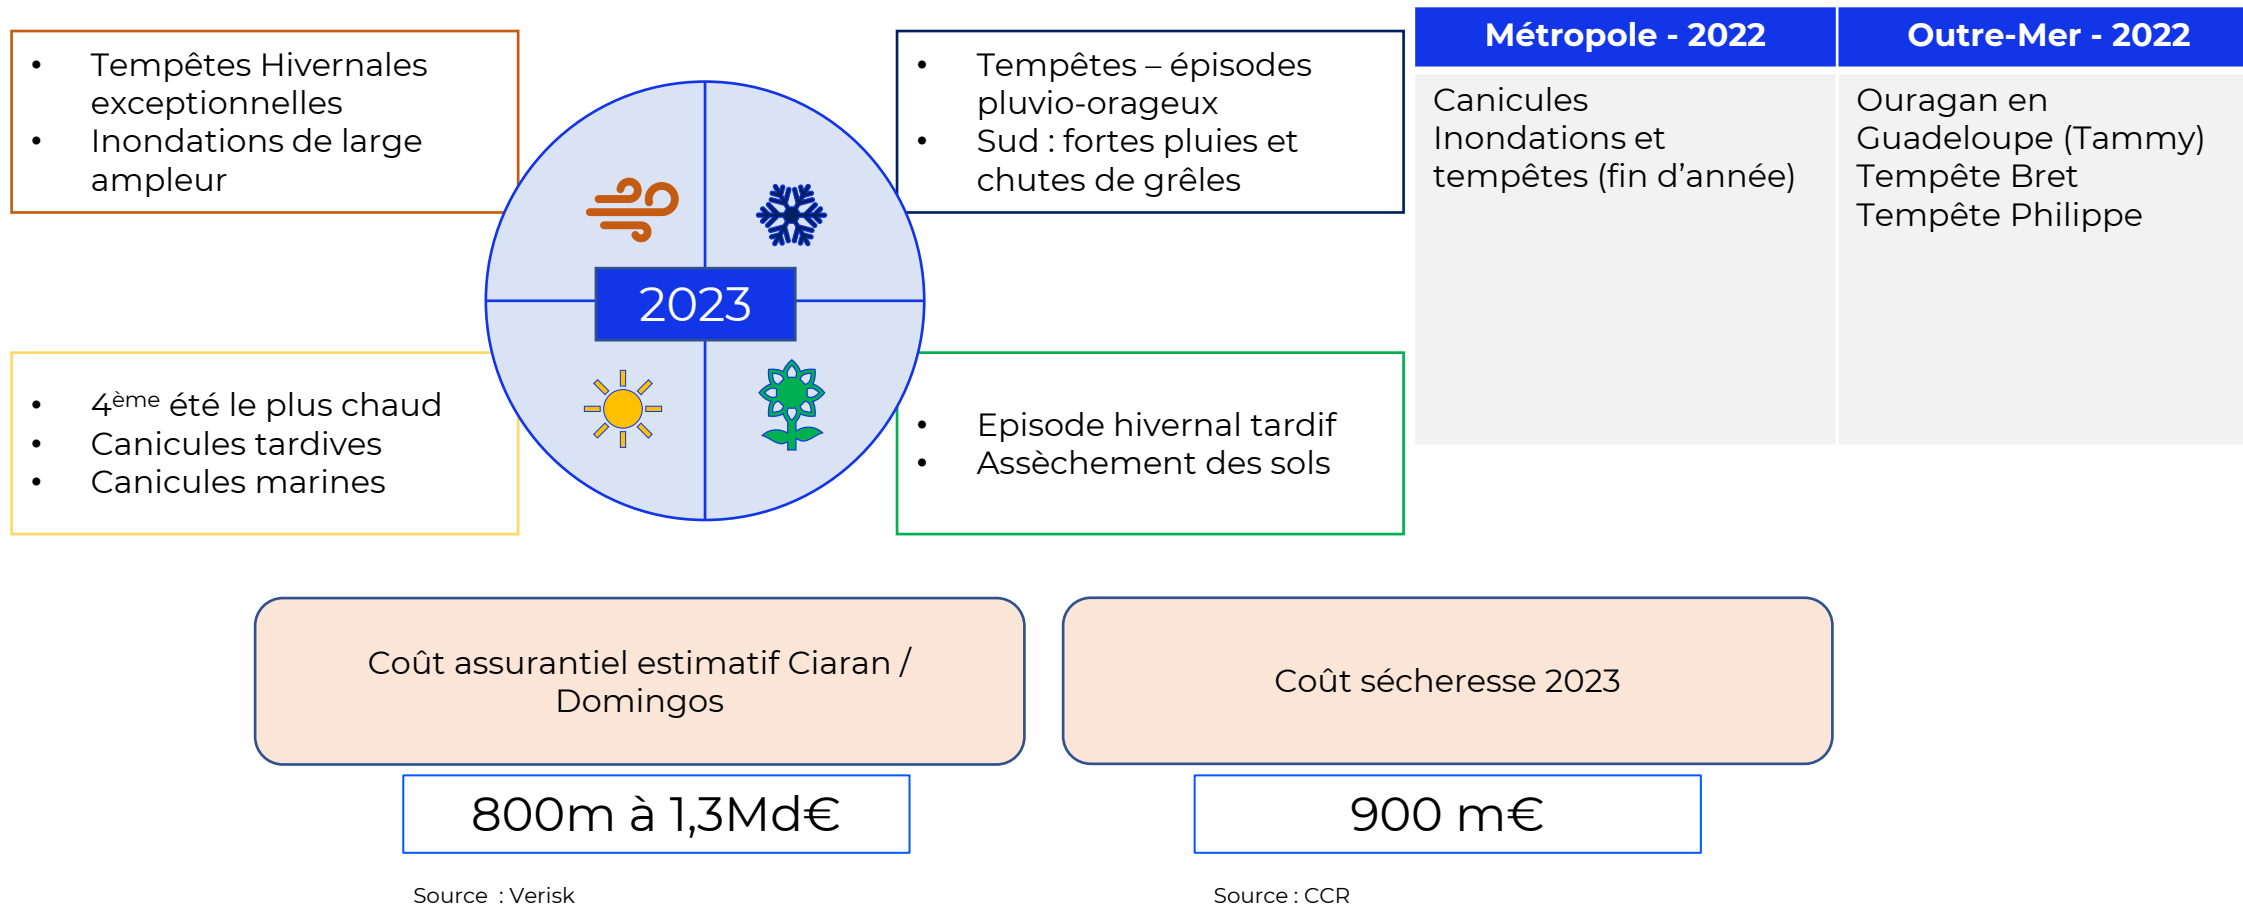 • Tempêtes Hivernales
exceptionnelles
• Inondations de large
ampleur
• Tempêtes – épisodes
pluvio-orageux
• Sud : fortes pluies et
chutes de grêles
2023
• 4ème été le plus chaud
• Canicules tardives
• Canicules marines
• Episode hivernal tardif
• Assèchement des sols
Métropole - 2022
Outre-Mer - 2022
Canicules
Inondations et
tempêtes (fin d’année)
Ouragan en
Guadeloupe (Tammy)
Tempête Bret
Tempête Philippe
Coût assurantiel estimatif Ciaran /
Domingos
800m à 1,3Md€
Source : Verisk
Coût sécheresse 2023
900 m€
Source : CCR